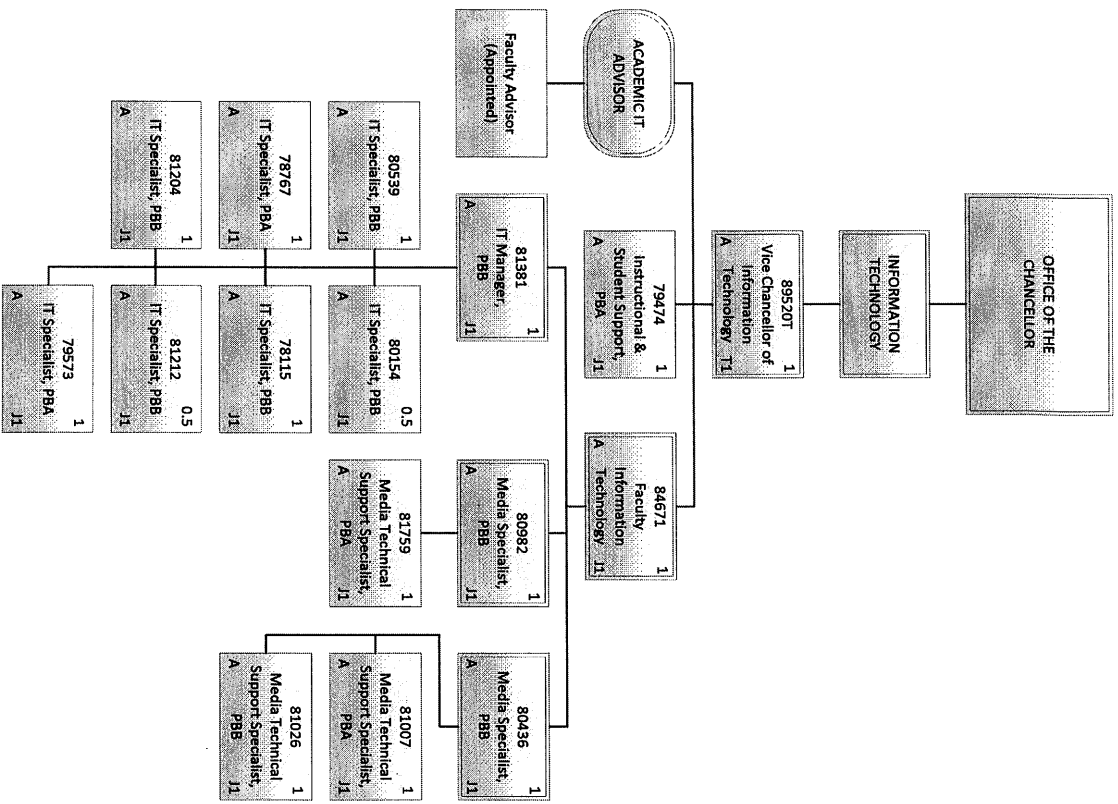 OFFICE OF THE
CHANCELLOR
INFORMATION
TECHNOLOGY
89520T 1
Vice Chancellor of
Information
A Technology T1
ACADEMIC IT
ADVISOR
Faculty Advisor
(Appointed)
79474 1
Instructional &
Student Support,
A PBA J1
84671 1
Faculty
Information
A Technology J1
81381 1
IT Manager,
PBB
A J1
80539 1
IT Specialist, PBB
A J1
80154 0.5
IT Specialist, PBB
A J1
78767 1
IT Specialist, PBA
A J1
78115 1
IT Specialist, PBB
A J1
81204 1
IT Specialist, PBB
A J1
81212 0.5
IT Specialist, PBB
A J1
79573 1
IT Specialist, PBA
A J1
80982 1
Media Specialist,
PBB
A J1
81759 1
Media Technical
Support Specialist,
A PBA J1
80436 1
Media Specialist,
PBB
A J1
81007 1
Media Technical
Support Specialist,
A PBA J1
81026 1
Media Technical
Support Specialist,
A PBB J1